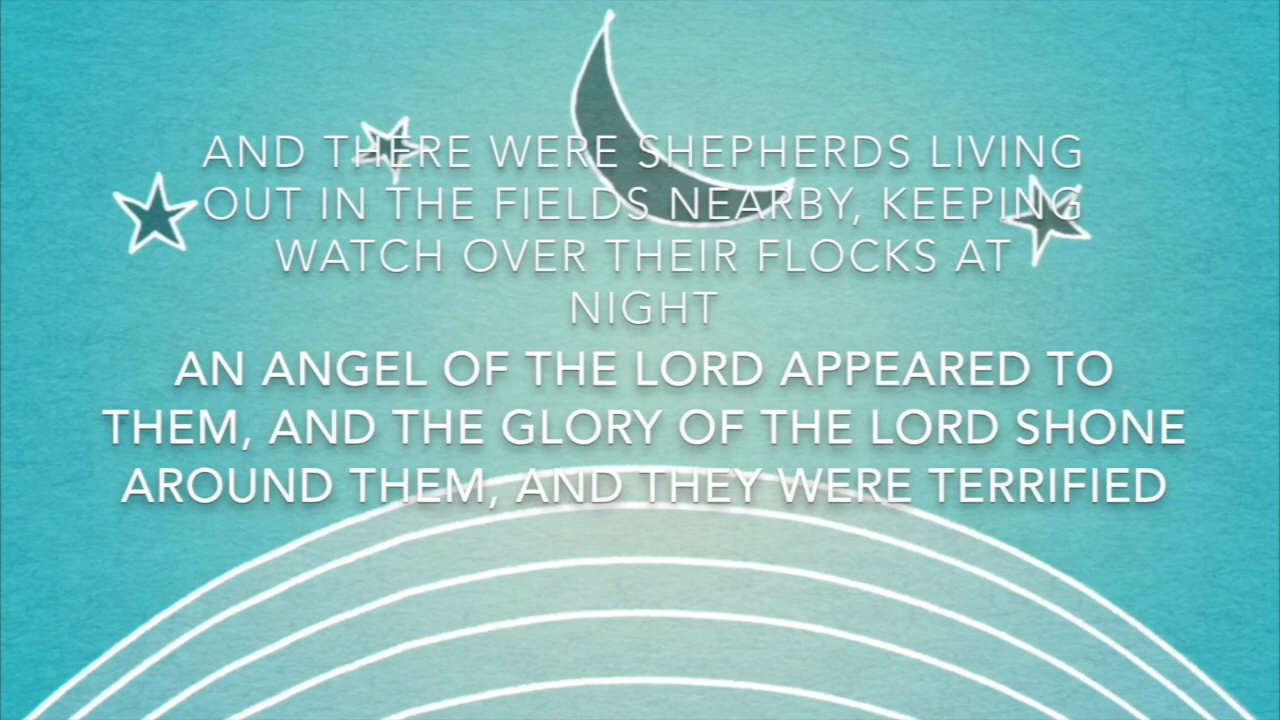 AND THERE WERE SHEPHERDS LIVING
OUT IN THE FIELDS NEARBY, KEEPING
WATCH OVER THEIR FLOCKS AT
NIGHT
AN ANGEL OF THE LORD APPEARED TO
THEM, AND THE GLORY OF THE LORD SHONE
AROUND THEM, AND THEY WERE TERRIFIED